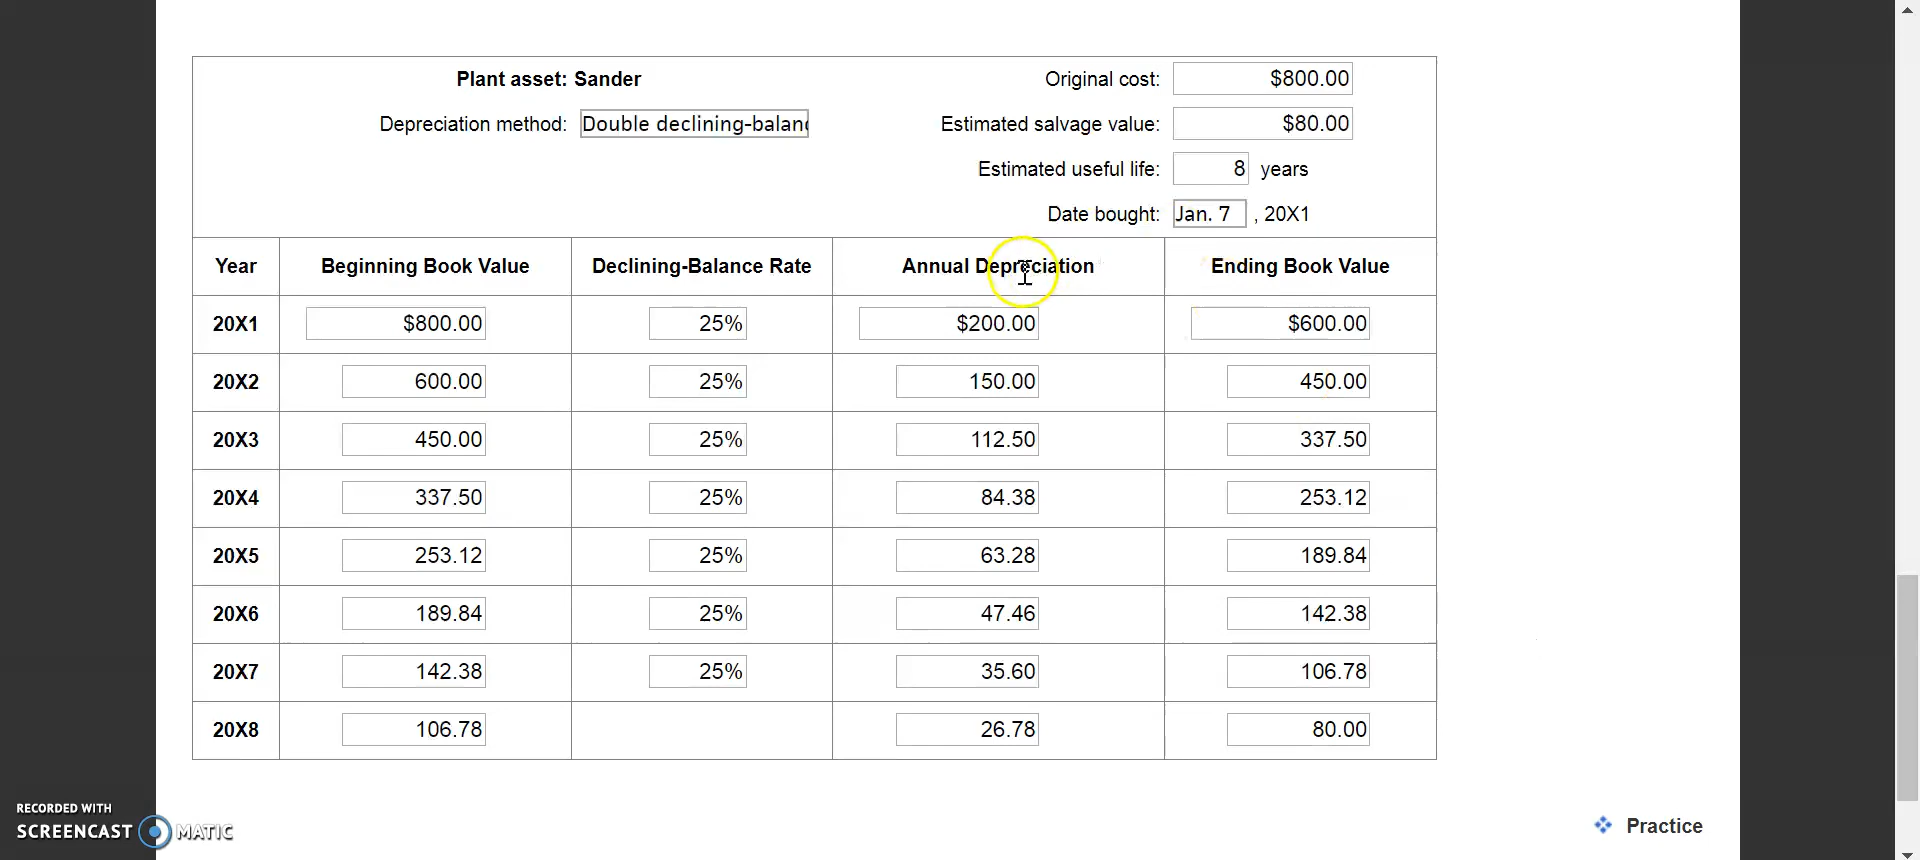 Plant asset: Sander Original cost: $800.00
Depreciation method: Double declining-balanc Estimated salvage value: $80.00
Estimated useful life: 8 years
Date bought: Jan. 7 , 20X1
Year Beginning Book Value Declining-Balance Rate Annual Depreciation Ending Book Value
20X1 $800.00 25% $200.00 $600.00
20X2 600.00 25% 150.00 450.00
20X3 450.00 25% 112.50 337.50
20X4 337.50 25% 84.38 253.12
20X5 253.12 25% 63.28 189.84
20X6 189.84 25% 47.46 142.38
20X7 142.38 25% 35.60 106.78
20X8 106.78 26.78 80.00
RECORDED WITH
SCREENCAST MATIC
Practice